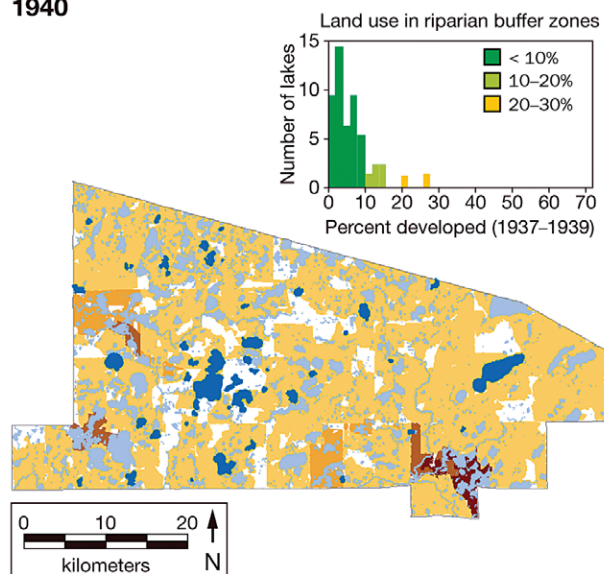 1940
Land use in riparian buffer zones
15
10
5
0
Number of lakes
< 10%
10–20%
20–30%
0 10 20 30 40 50 60 70
Percent developed (1937–1939)
0 10 20
kilometers
N